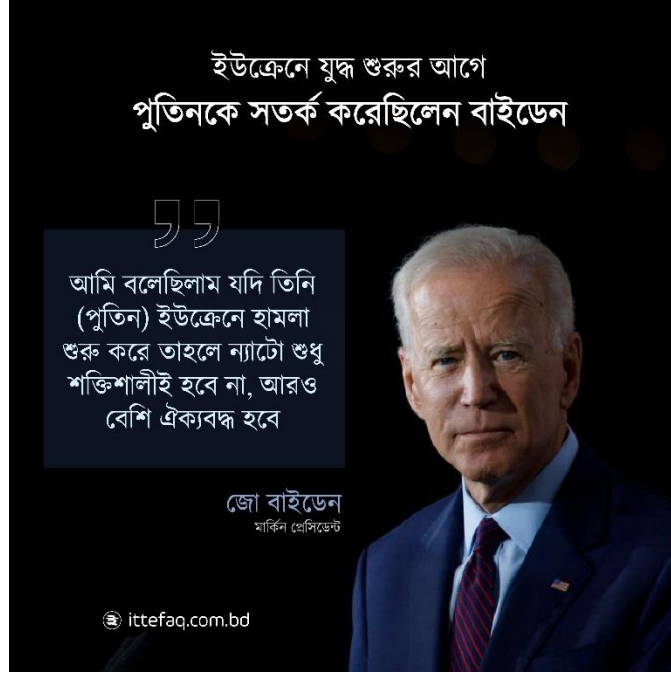 ইউক্রেনে যুদ্ধ শুরুর আগে
পুতিনকে সতর্ক করেছিলেন বাইডেন
আমি বলেছিলাম যদি তিনি
(পুতিন) ইউক্রেনে হামলা
শুরু করে তাহলে ন্যাটো শুধু
শক্তিশালীই হবে না, আরও
বেশি ঐক্যবদ্ধ হবে
জো বাইডেন
মার্কিন প্রেসিডেন্ট
ittefaq.com.bd